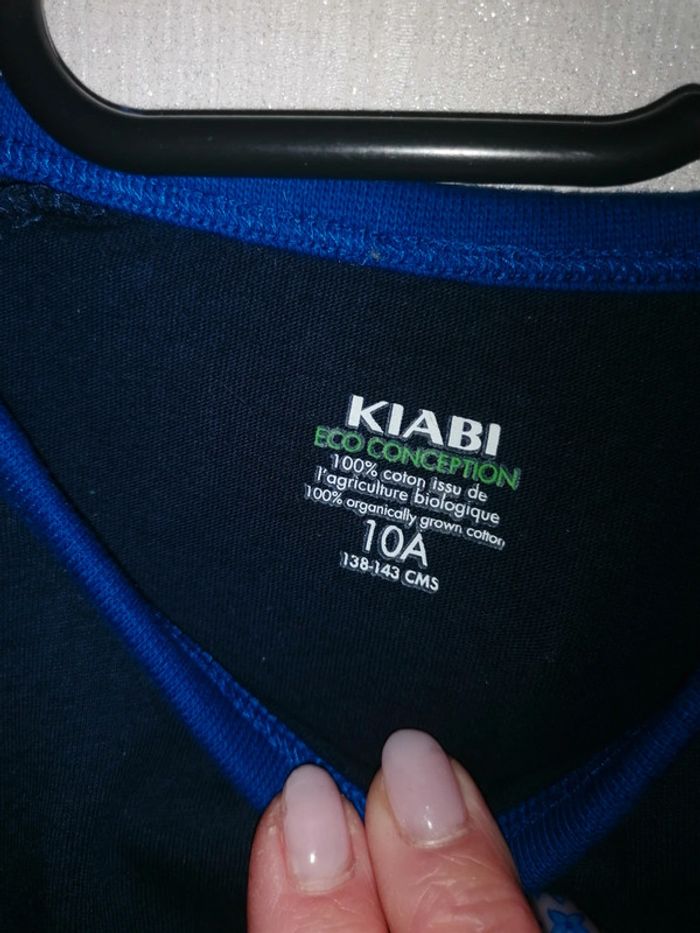 KIABI
ECO CONCEPTION
100% coton issu de
l'agriculture biologique
100% organically grown cotton
10A
138-143 CMS